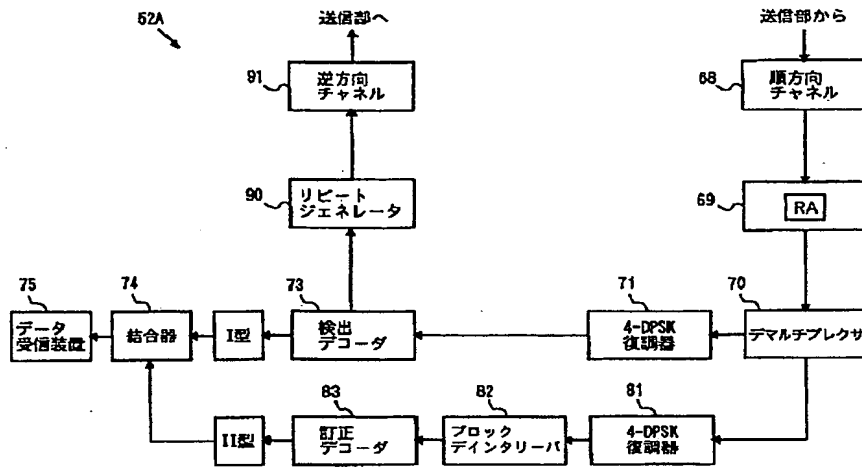 52A
送信部へ
送信部から
91
逆方向
チャネル
68
順方向
チャネル
90
リピート
ジェネレータ
69
RA
75
データ
受信装置
74
結合器
I型
73
検出
デコーダ
71
4-DPSK
復調器
70
デマルチプレクサ
II型
83
訂正
デコーダ
82
ブロック
デインタリーバ
81
4-DPSK
復調器